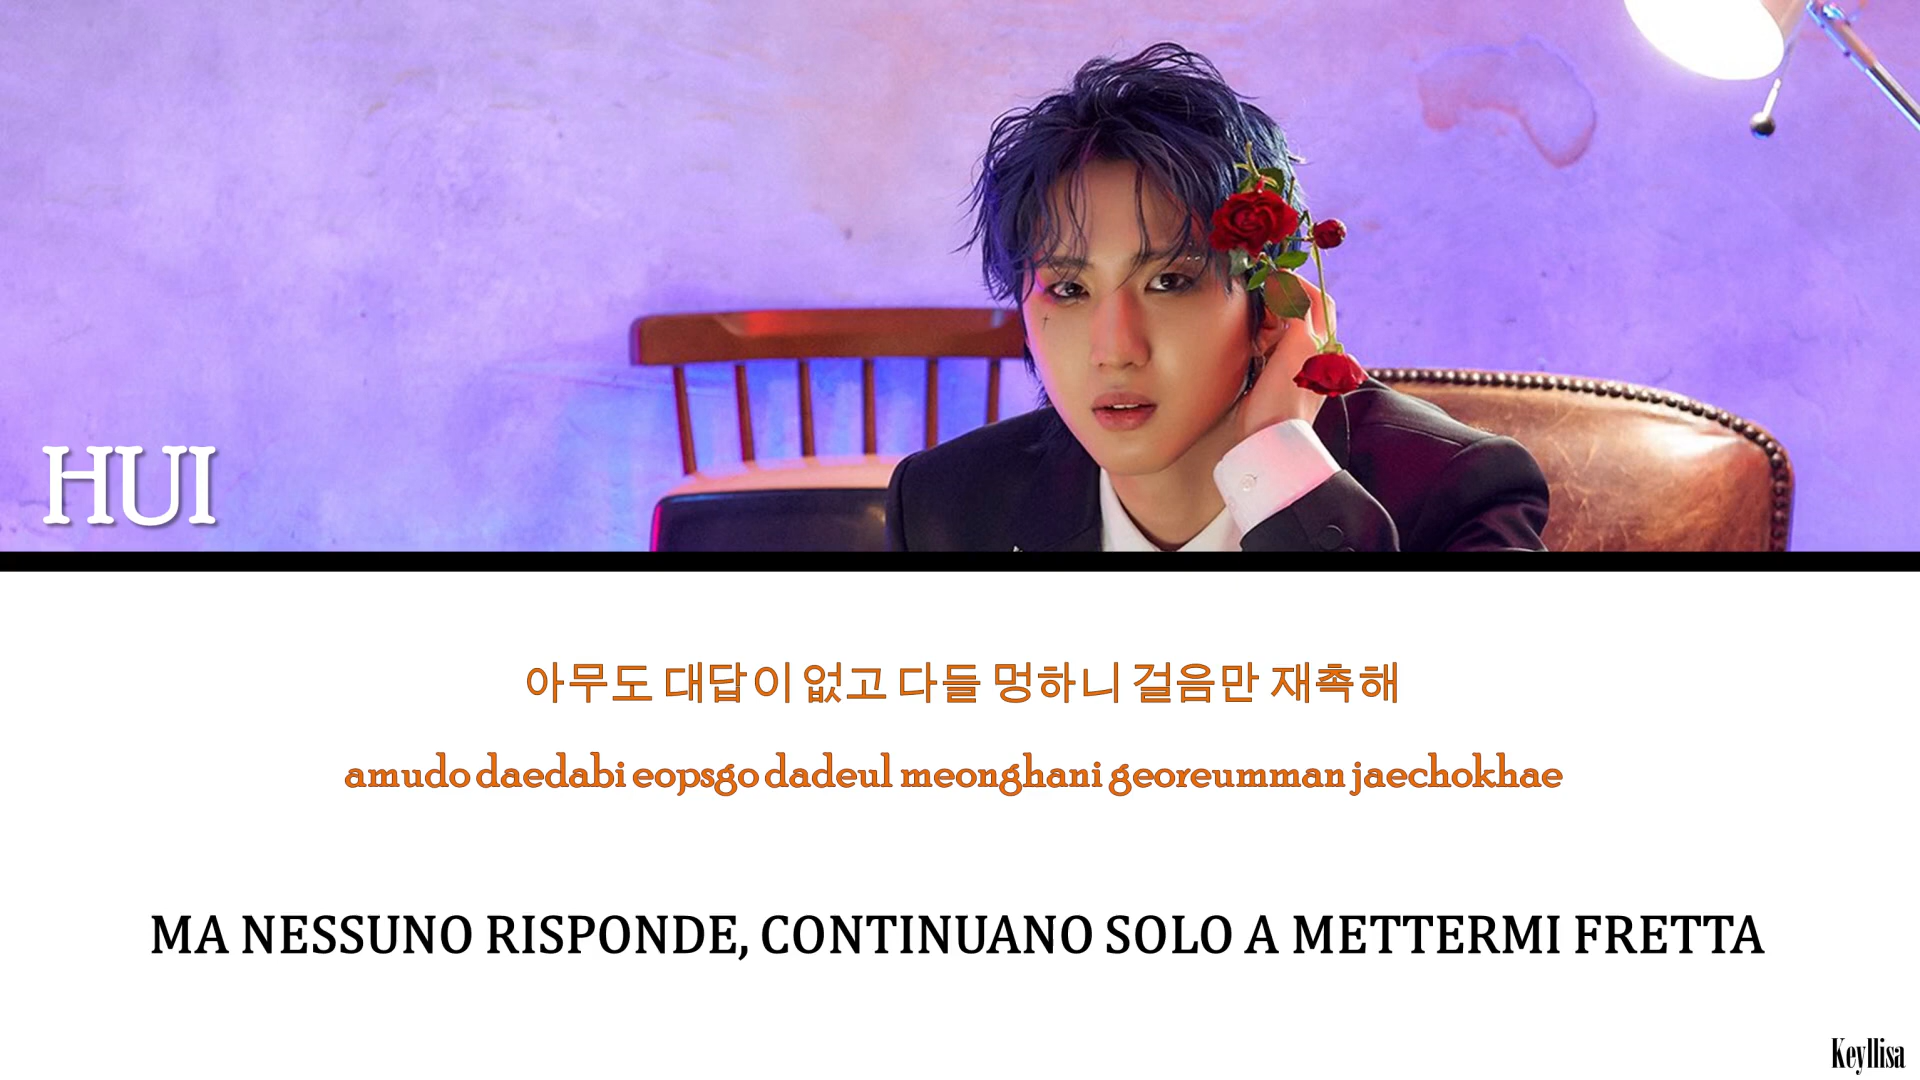 HUI
아무도 대답이 없고 다들 멍하니 걸음만 재촉해
amudo daedabi eopsgo dadeul meonghani georeumman jaechokhae
MA NESSUNO RISPONDE, CONTINUANO SOLO A METTERMI FRETTA
Keyllisa